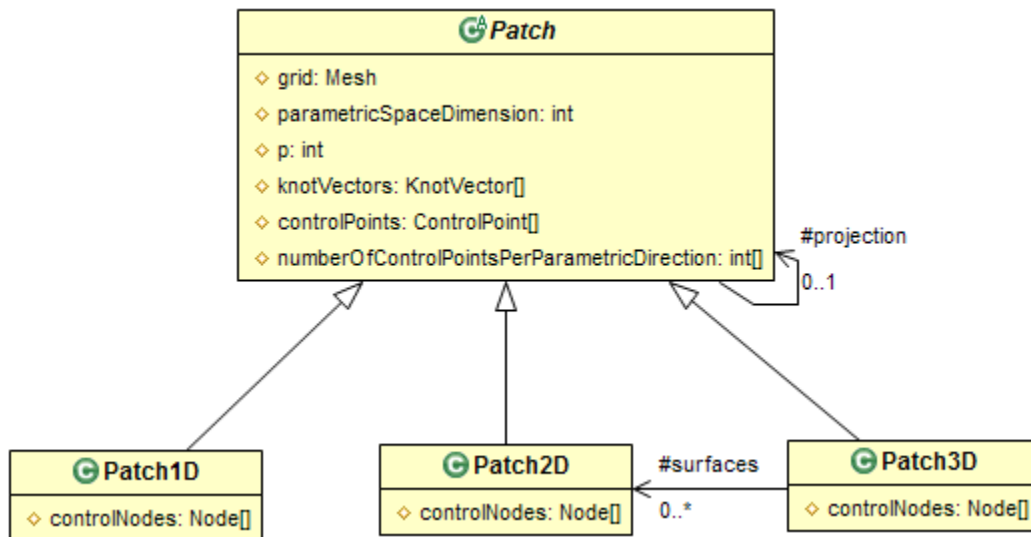 Patch
grid: Mesh
parametricSpaceDimension: int
p: int
knotVectors: KnotVector[]
controlPoints: ControlPoint[]
numberOfControlPointsPerParametricDirection: int[]
#projection
0..1
Patch1D
controlNodes: Node[]
Patch2D
controlNodes: Node[]
#surfaces
0..*
Patch3D
controlNodes: Node[]